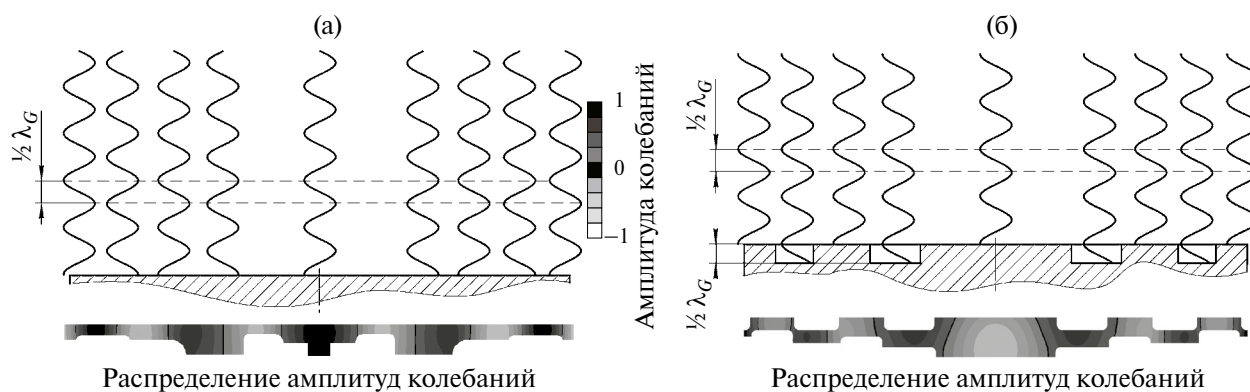 (а)
(б)
½ λG
Амплитуда колебаний
1
0
−1
½ λG
½ λG
Распределение амплитуд колебаний
Распределение амплитуд колебаний